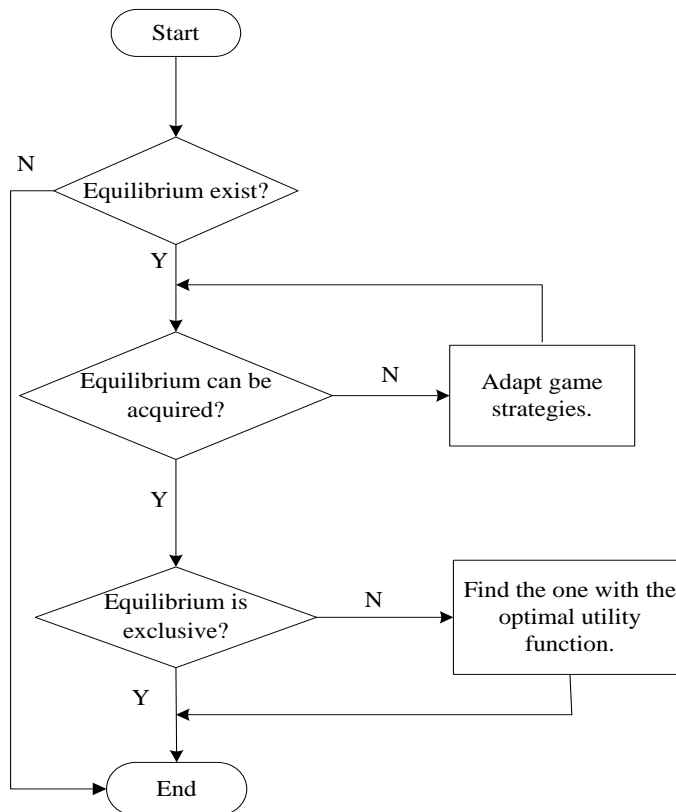 Start
N
Equilibrium exist?
Y
Equilibrium can be
acquired?
N
Adapt game
strategies.
Y
Equilibrium is
exclusive?
N
Find the one with the
optimal utility
function.
Y
End